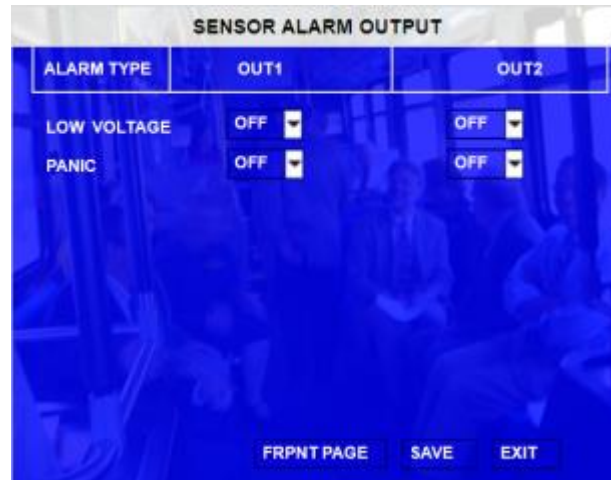 SENSOR ALARM OUTPUT
ALARM TYPE OUT1 OUT2
LOW VOLTAGE OFF OFF
PANIC OFF OFF
FRPNT PAGE SAVE EXIT